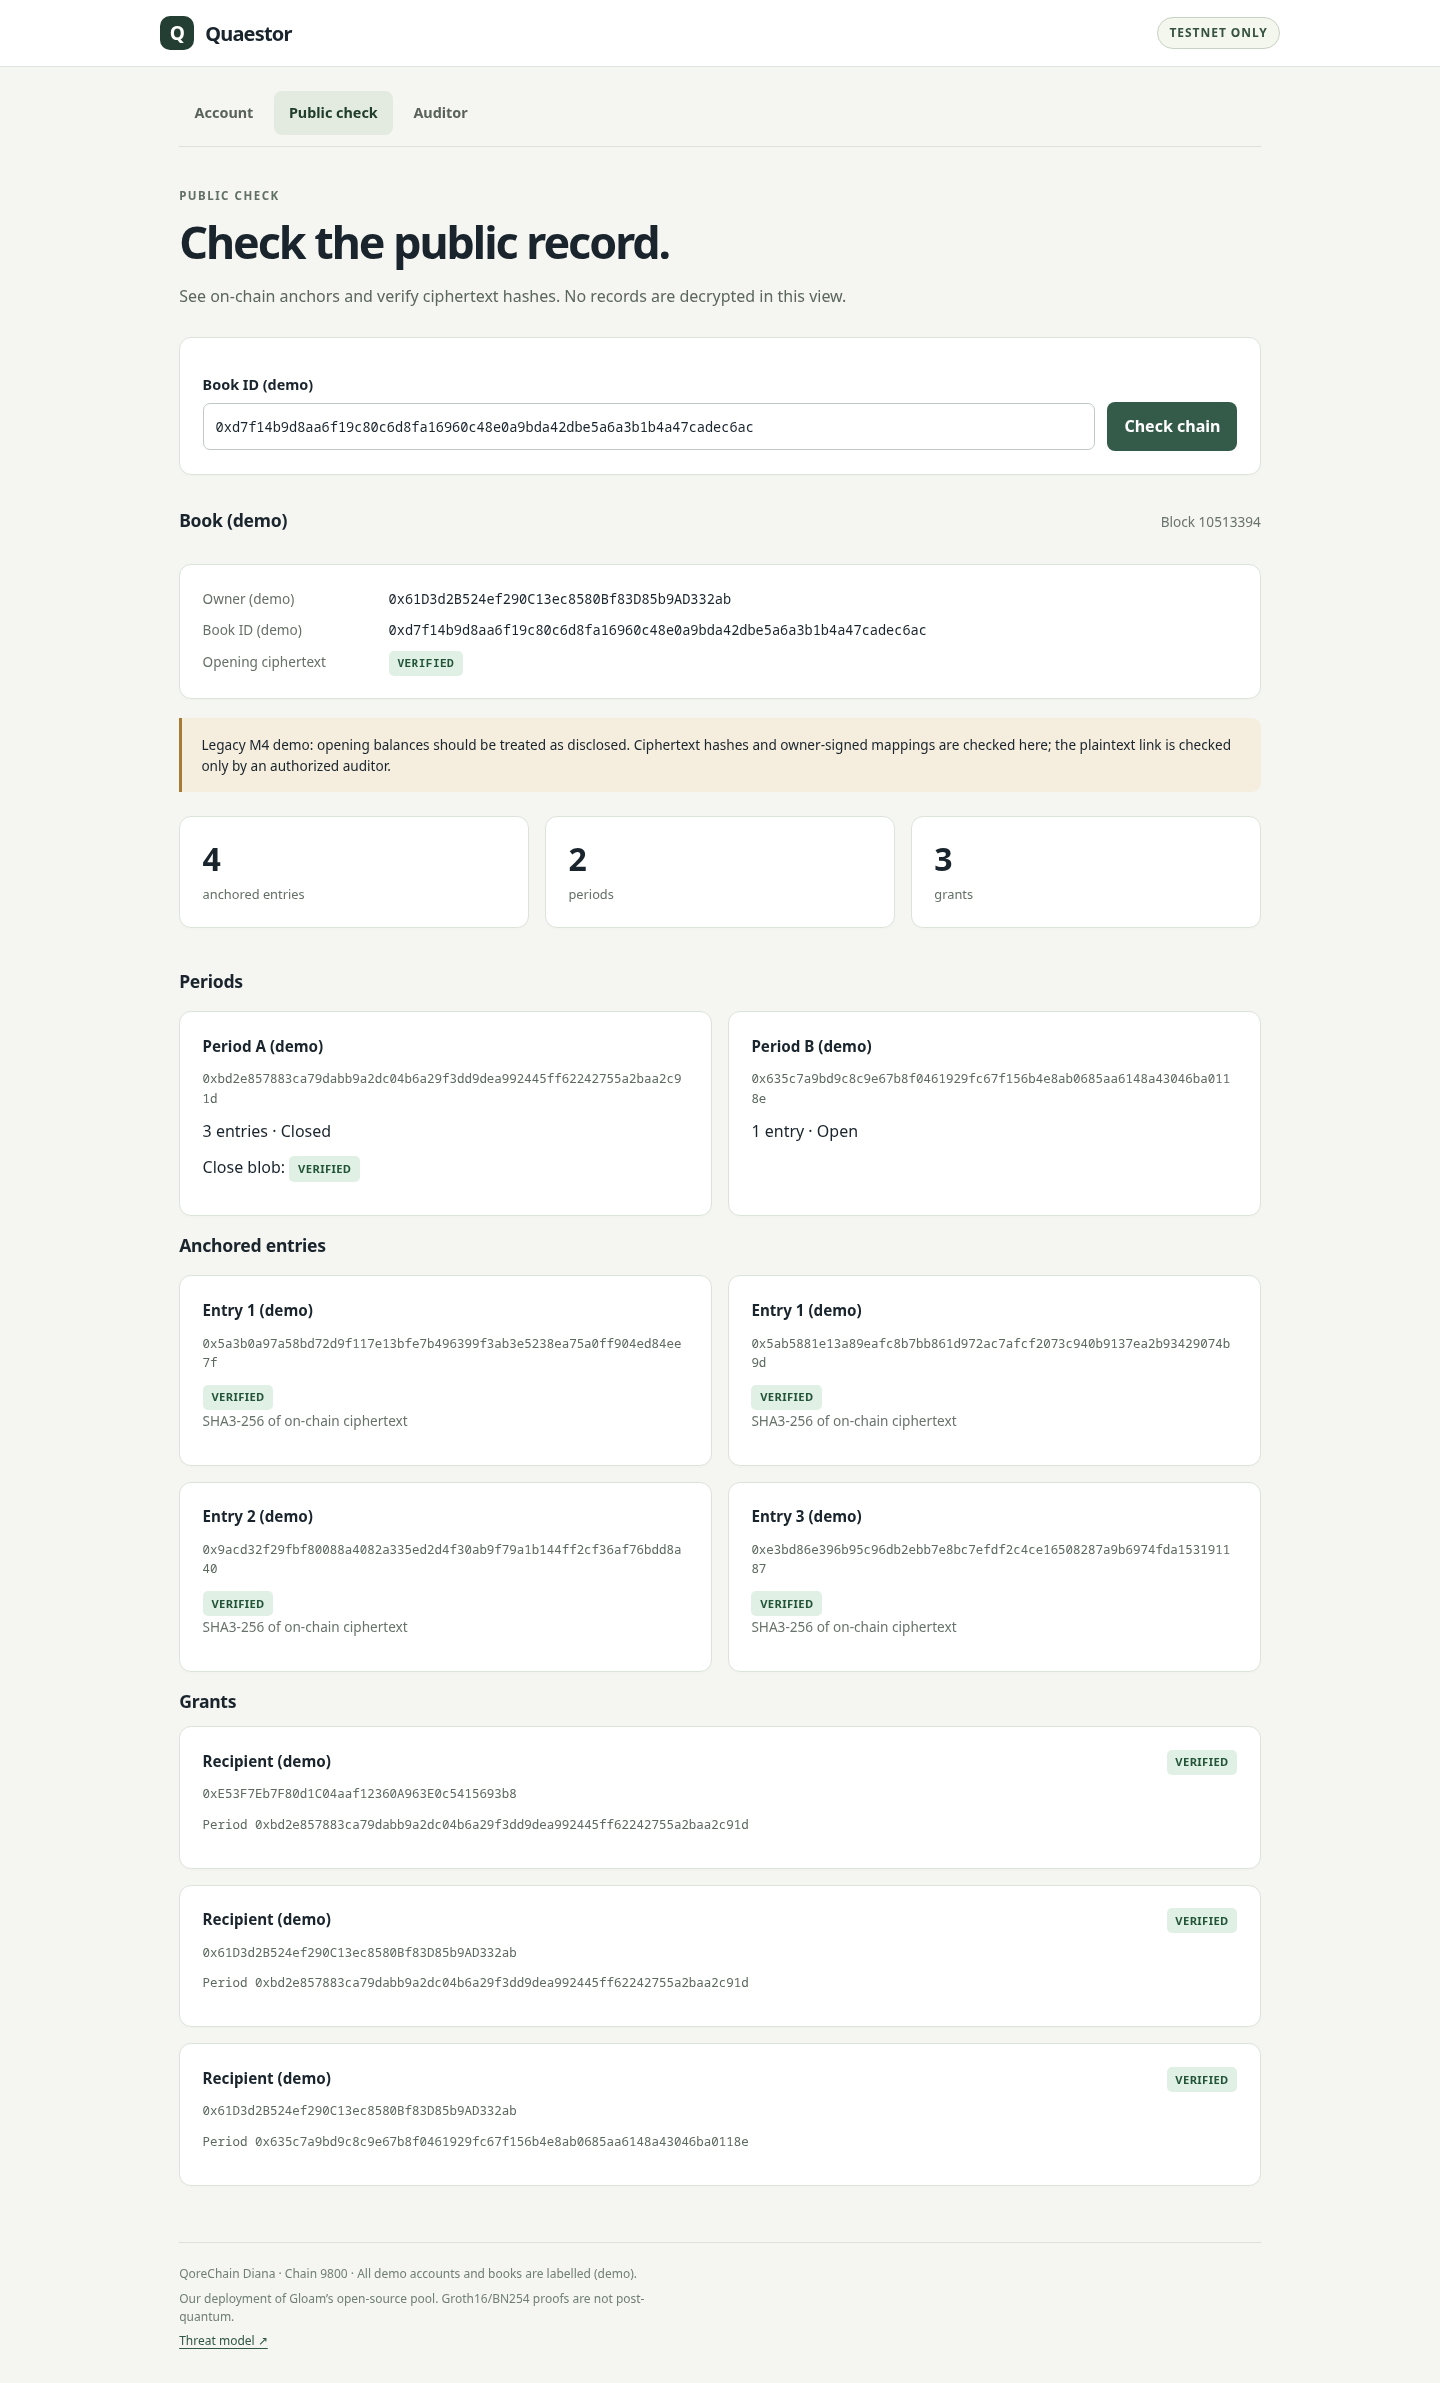 Q Quaestor
TESTNET ONLY
Account
Public check
Auditor
PUBLIC CHECK
Check the public record.
See on-chain anchors and verify ciphertext hashes. No records are decrypted in this view.
Book ID (demo)
0xd7f14b9d8aa6f19c80c6d8fa16960c48e0a9bda42dbe5a6a3b1b4a47cadec6ac
Check chain
Book (demo)
Block 10513394
Owner (demo) 0x61D3d2B524ef290C13ec8580Bf83D85b9AD332ab
Book ID (demo) 0xd7f14b9d8aa6f19c80c6d8fa16960c48e0a9bda42dbe5a6a3b1b4a47cadec6ac
Opening ciphertext VERIFIED
Legacy M4 demo: opening balances should be treated as disclosed. Ciphertext hashes and owner-signed mappings are checked here; the plaintext link is checked
only by an authorized auditor.
4
anchored entries
2
periods
3
grants
Periods
Period A (demo)
0xbd2e857883ca79dabb9a2dc04b6a29f3dd9dea992445ff62242755a2baa2c9
1d
3 entries · Closed
Close blob: VERIFIED
Period B (demo)
0x635c7a9bd9c8c9e67b8f0461929fc67f156b4e8ab0685aa6148a43046ba011
8e
1 entry · Open
Anchored entries
Entry 1 (demo)
0x5a3b0a97a58bd72d9f117e13bfe7b496399f3ab3e5238ea75a0ff904ed84ee
7f
VERIFIED
SHA3-256 of on-chain ciphertext
Entry 1 (demo)
0x5ab5881e13a89eafc8b7bb861d972ac7afcf2073c940b9137ea2b93429074b
9d
VERIFIED
SHA3-256 of on-chain ciphertext
Entry 2 (demo)
0x9acd32f29fbf80088a4082a335ed2d4f30ab9f79a1b144ff2cf36af76bdd8a
40
VERIFIED
SHA3-256 of on-chain ciphertext
Entry 3 (demo)
0xe3bd86e396b95c96db2ebb7e8bc7efdf2c4ce16508287a9b6974fda1531911
87
VERIFIED
SHA3-256 of on-chain ciphertext
Grants
Recipient (demo)
VERIFIED
0xE53F7Eb7F80d1C04aaf12360A963E0c5415693b8
Period 0xbd2e857883ca79dabb9a2dc04b6a29f3dd9dea992445ff62242755a2baa2c91d
Recipient (demo)
VERIFIED
0x61D3d2B524ef290C13ec8580Bf83D85b9AD332ab
Period 0xbd2e857883ca79dabb9a2dc04b6a29f3dd9dea992445ff62242755a2baa2c91d
Recipient (demo)
VERIFIED
0x61D3d2B524ef290C13ec8580Bf83D85b9AD332ab
Period 0x635c7a9bd9c8c9e67b8f0461929fc67f156b4e8ab0685aa6148a43046ba0118e
QoreChain Diana · Chain 9800 · All demo accounts and books are labelled (demo).
Our deployment of Gloam’s open-source pool. Groth16/BN254 proofs are not post-
quantum.
Threat model ↗